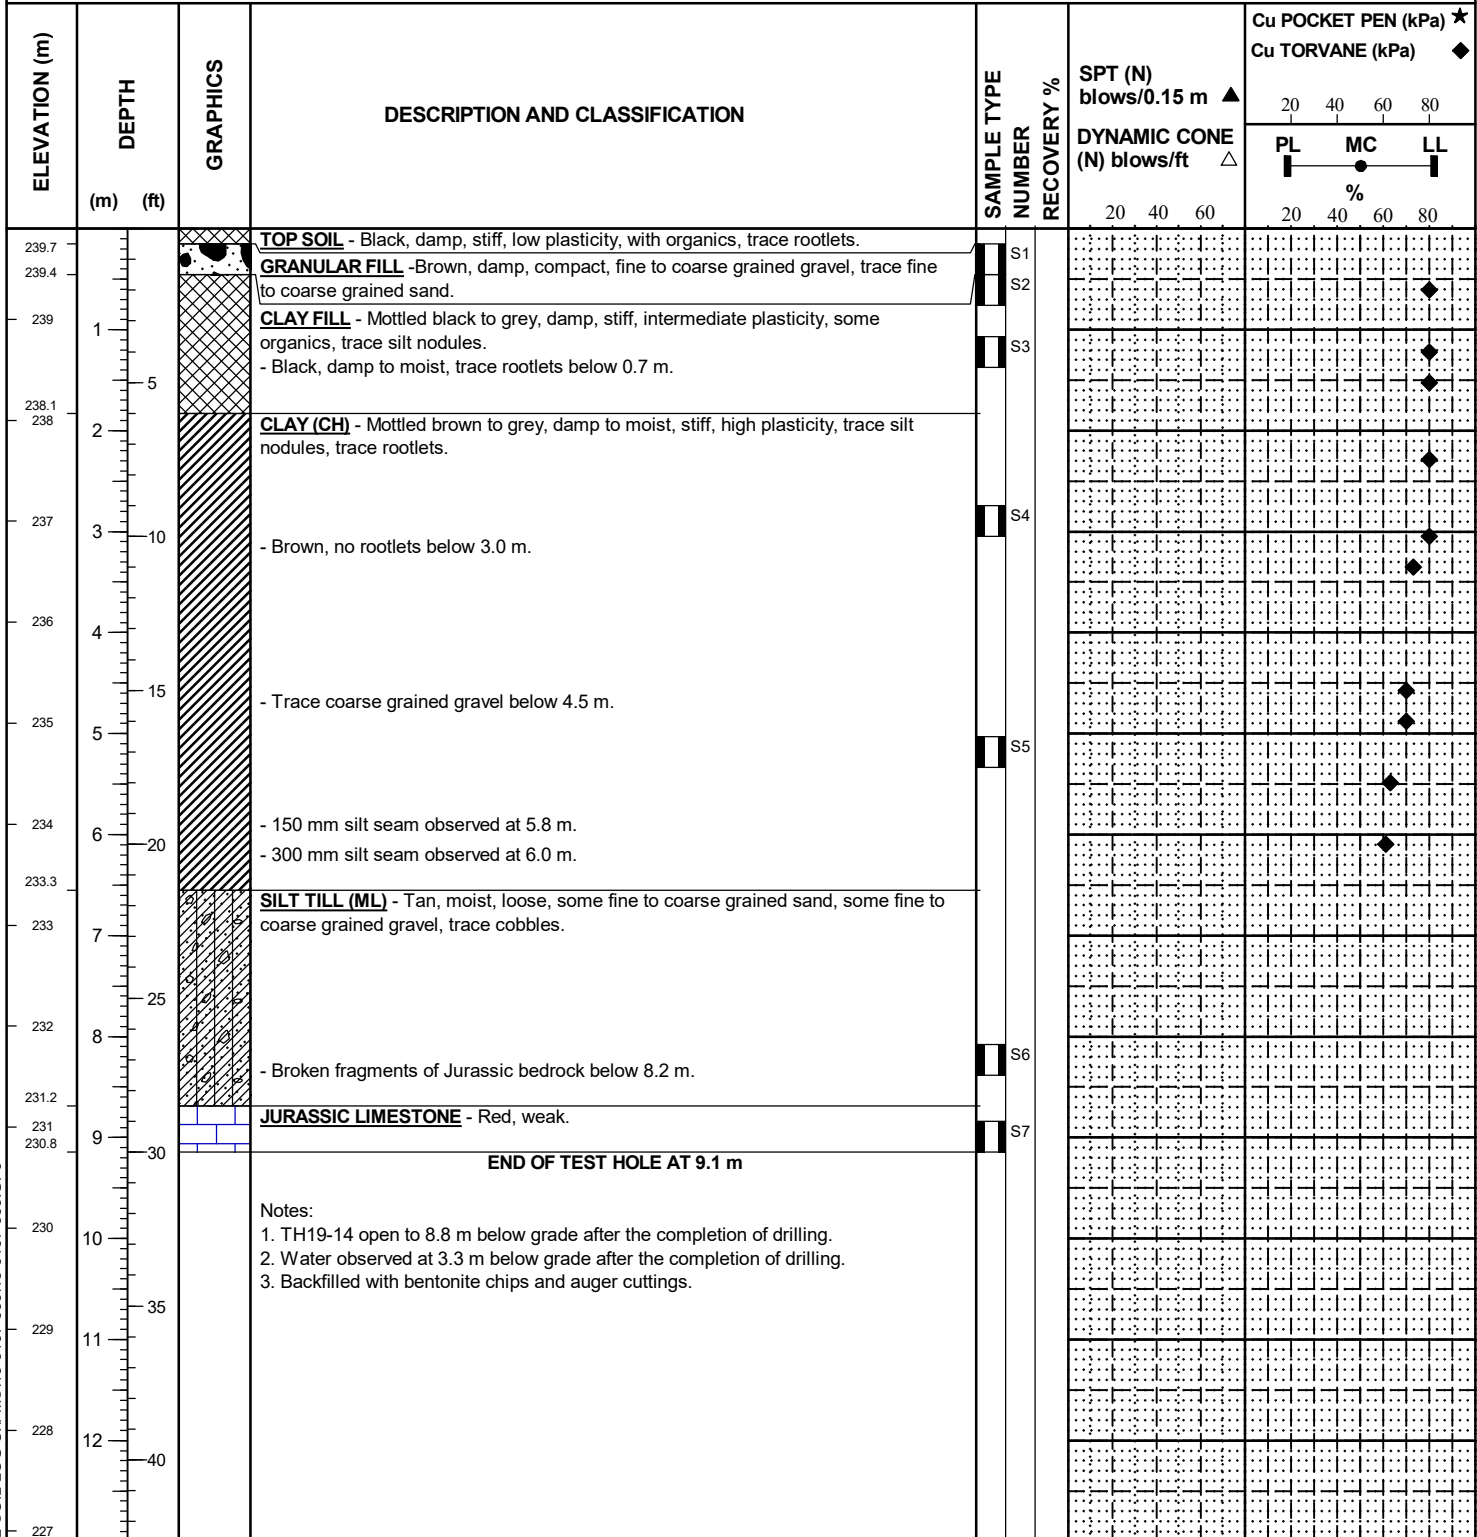 ELEVATION (m)
DEPTH
(m) (ft)
GRAPHICS
DESCRIPTION AND CLASSIFICATION
SAMPLE TYPE
NUMBER
RECOVERY %
SPT (N)
blows/0.15 m ▲
DYNAMIC CONE
(N) blows/ft △
20 40 60
Cu POCKET PEN (kPa) ★
Cu TORVANE (kPa) ◆
20 40 60 80
PL MC LL
%
20 40 60 80
239.7
239.4
239
238.1
238
237
236
235
234
233.3
233
232
231.2
231
230.8
230
229
228
227
1
2
3
4
5
6
7
8
9
10
11
12
5
10
15
20
25
30
35
40
TOP SOIL - Black, damp, stiff, low plasticity, with organics, trace rootlets.
GRANULAR FILL -Brown, damp, compact, fine to coarse grained gravel, trace fine
to coarse grained sand.
CLAY FILL - Mottled black to grey, damp, stiff, intermediate plasticity, some
organics, trace silt nodules.
- Black, damp to moist, trace rootlets below 0.7 m.
CLAY (CH) - Mottled brown to grey, damp to moist, stiff, high plasticity, trace silt
nodules, trace rootlets.
- Brown, no rootlets below 3.0 m.
- Trace coarse grained gravel below 4.5 m.
- 150 mm silt seam observed at 5.8 m.
- 300 mm silt seam observed at 6.0 m.
SILT TILL (ML) - Tan, moist, loose, some fine to coarse grained sand, some fine to
coarse grained gravel, trace cobbles.
- Broken fragments of Jurassic bedrock below 8.2 m.
JURASSIC LIMESTONE - Red, weak.
END OF TEST HOLE AT 9.1 m
Notes:
1. TH19-14 open to 8.8 m below grade after the completion of drilling.
2. Water observed at 3.3 m below grade after the completion of drilling.
3. Backfilled with bentonite chips and auger cuttings.
S1
S2
S3
S4
S5
S6
S7